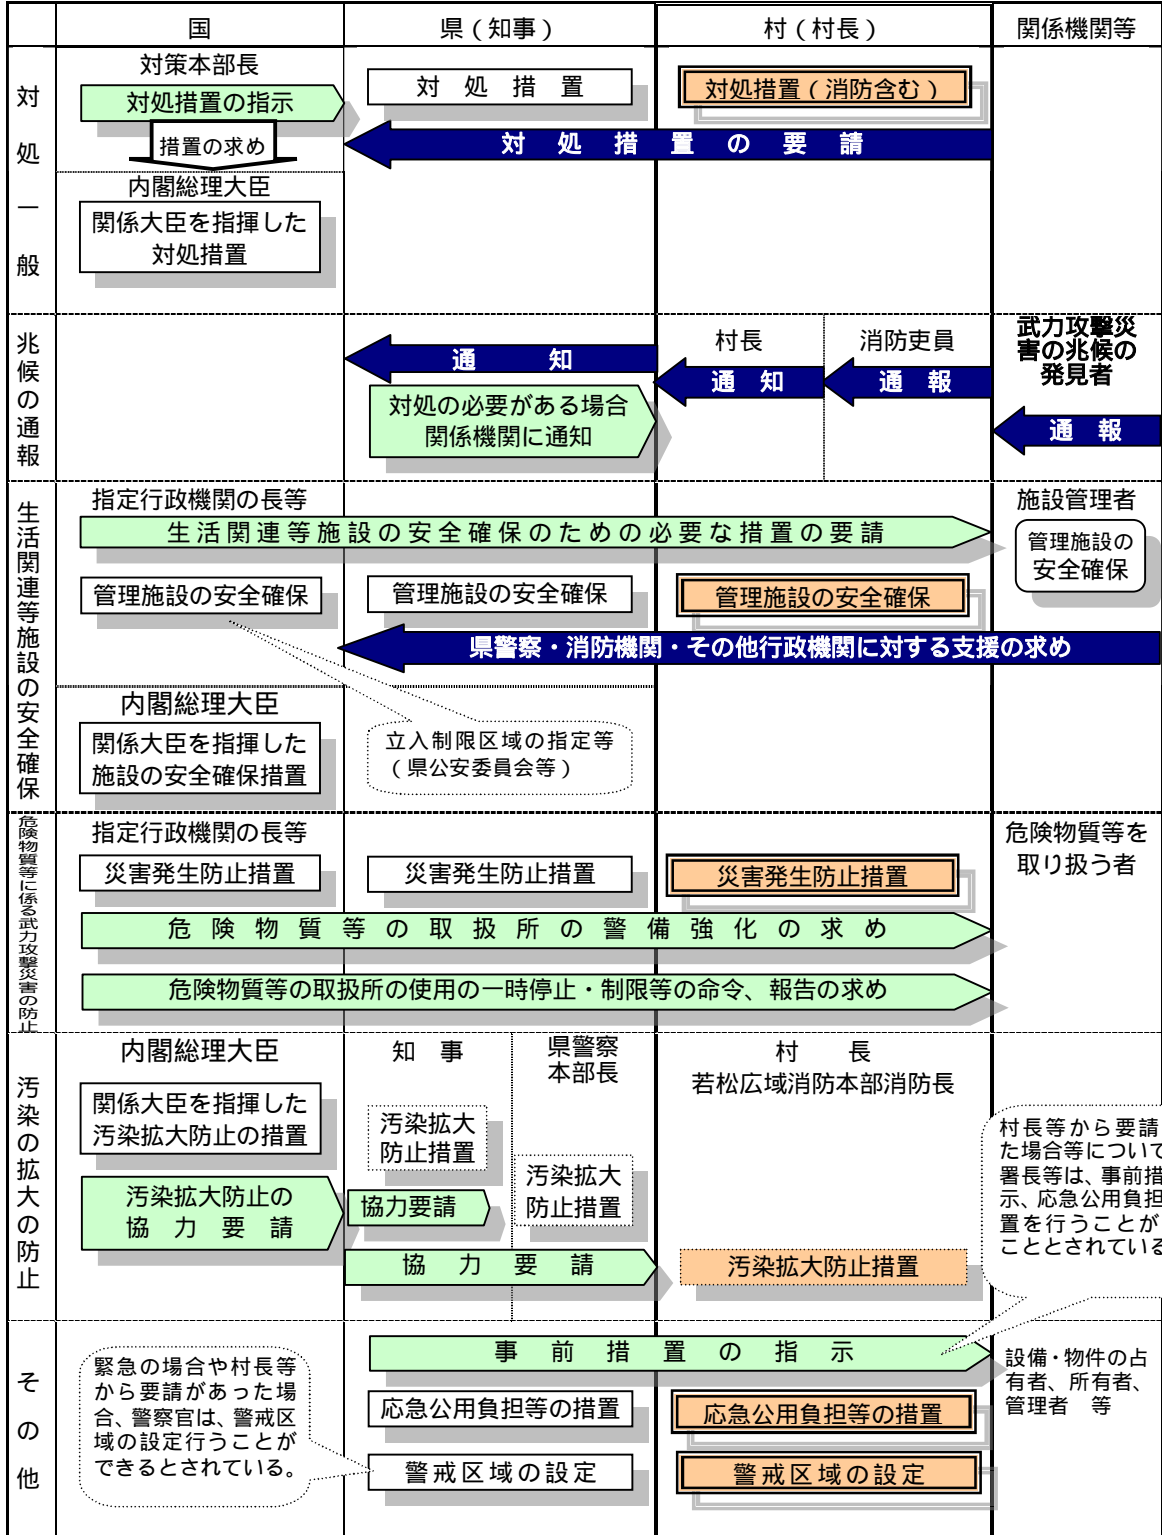 国
県（知事）
村（村長）
関係機関等
対処一般
対策本部長
対処措置の指示
措置の求め
内閣総理大臣
関係大臣を指揮した
対処措置
対処措置
対処措置（消防含む）
対処措置の要請
兆候の通報
通知
対処の必要がある場合
関係機関に通知
村長
通知
消防吏員
通報
武力攻撃災
害の兆候の
発見者
通報
生活関連等施設の安全確保
指定行政機関の長等
生活関連等施設の安全確保のための必要な措置の要請
施設管理者
管理施設の
安全確保
管理施設の安全確保
管理施設の安全確保
管理施設の安全確保
県警察・消防機関・その他行政機関に対する支援の求め
内閣総理大臣
関係大臣を指揮した
施設の安全確保措置
立入制限区域の指定等
（県公安委員会等）
危険物質等に係る武力攻撃災害の防止
指定行政機関の長等
災害発生防止措置
災害発生防止措置
災害発生防止措置
危険物質等を
取り扱う者
危険物質等の取扱所の警備強化の求め
危険物質等の取扱所の使用の一時停止・制限等の命令、報告の求め
汚染の拡大の防止
内閣総理大臣
関係大臣を指揮した
汚染拡大防止の措置
汚染拡大防止の
協力要請
知事
汚染拡大
防止措置
協力要請
県警察
本部長
汚染拡大
防止措置
協力要請
村長
若松広域消防本部消防長
汚染拡大防止措置
村長等から要請
た場合等について
署長等は、事前措
示、応急公用負担
置を行うことが
こととされている
その他
緊急の場合や村長等
から要請があった場
合、警察官は、警戒区
域の設定行うことが
できるとされている。
事前措置の指示
応急公用負担等の措置
応急公用負担等の措置
警戒区域の設定
警戒区域の設定
設備・物件の占
有者、所有者、
管理者　等